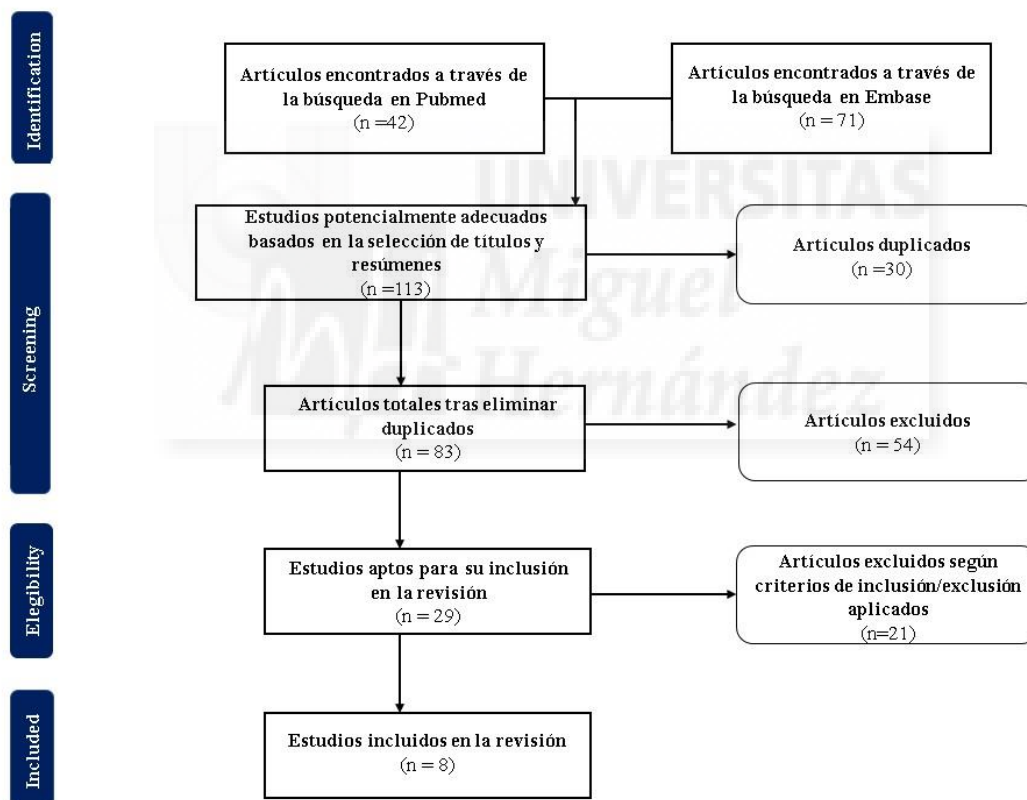 Identification
Artículos encontrados a través de
la búsqueda en Pubmed
(n =42)
Artículos encontrados a través de
la búsqueda en Embase
(n = 71)
UNIVERSITAS
Miguel
Hernández
Screening
Estudios potencialmente adecuados
basados en la selección de títulos y
resúmenes
(n =113)
Artículos duplicados
(n =30)
Artículos totales tras eliminar
duplicados
(n = 83)
Artículos excluidos
(n = 54)
Elegibility
Estudios aptos para su inclusión
en la revisión
(n = 29)
Artículos excluidos según
criterios de inclusión/exclusión
aplicados
(n=21)
Included
Estudios incluidos en la revisión
(n = 8)